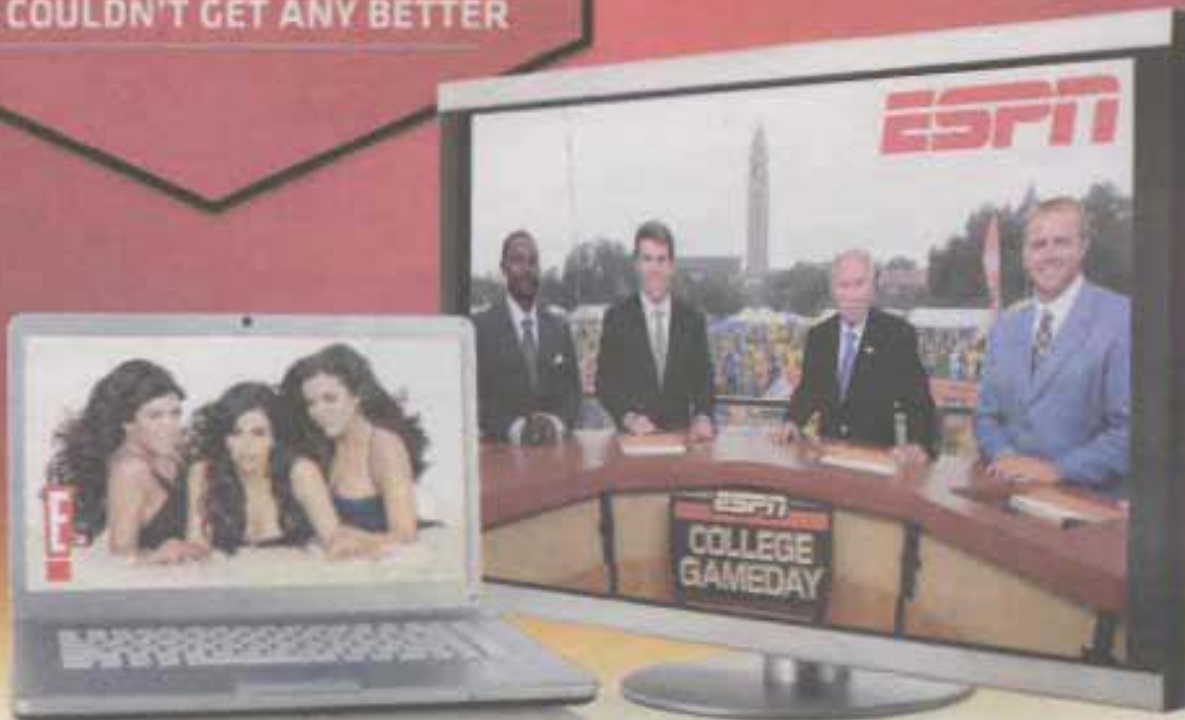 COULDN'T GET ANY BETTER
ESPN
E!
ESPN
COLLEGE
GAMEDAY